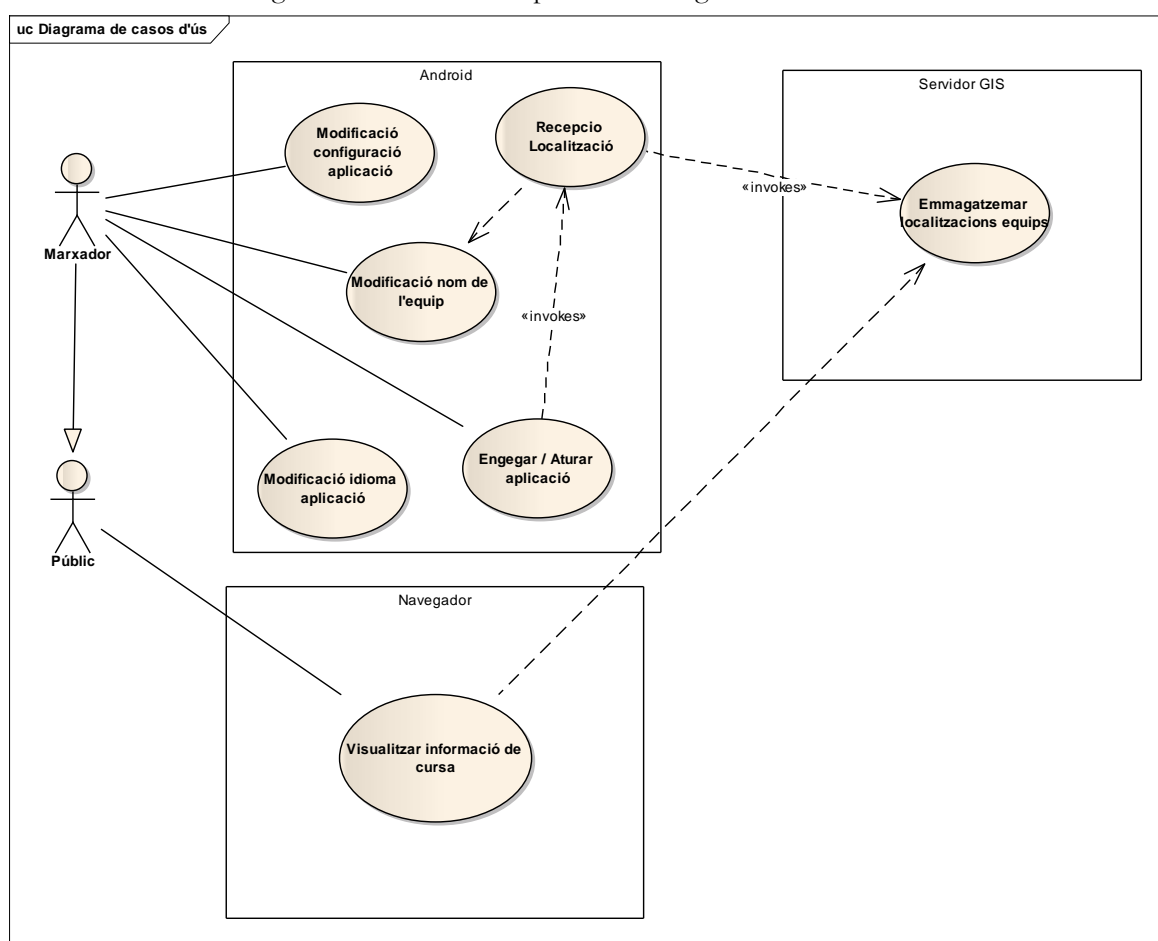 uc Diagrama de casos d'ús
Android
Servidor GIS
Modificació
configuració
aplicació
Recepcio
Localització
«invokes»
Emmagatzemar
localitzacions equips
Marxador
Modificació nom de
l'equip
«invokes»
Modificació idioma
aplicació
Engegar / Aturar
aplicació
Públic
Navegador
Visualitzar informació de
cursa